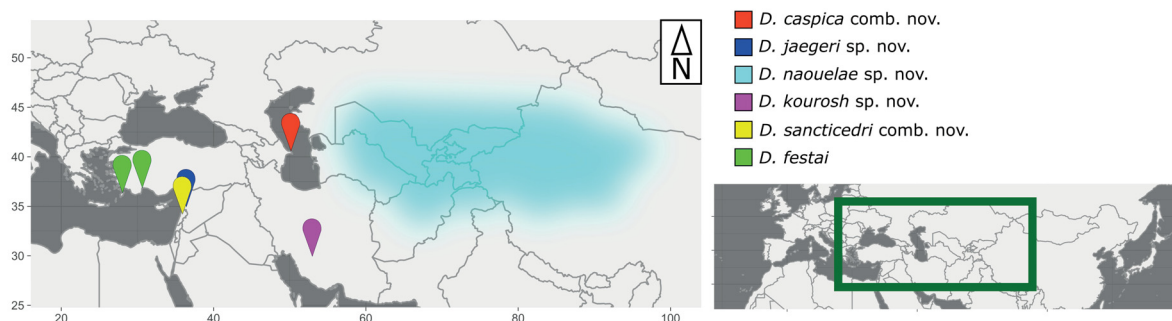 50
45
40
35
30
25
20
40
60
80
100
N
D. caspica comb. nov.
D. jaegeri sp. nov.
D. naouelae sp. nov.
D. kourosh sp. nov.
D. sancticedri comb. nov.
D. festai